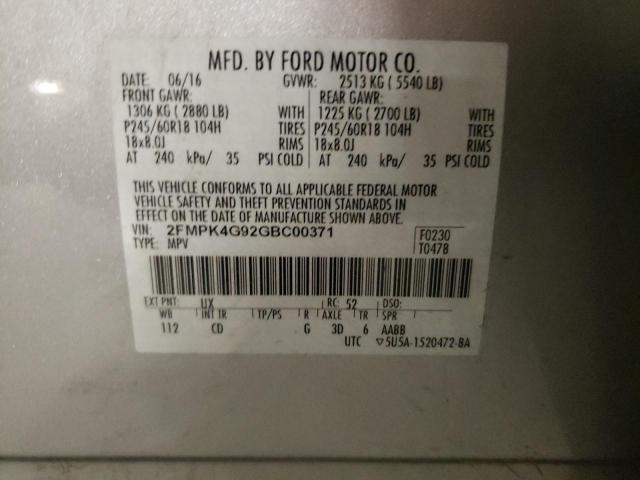 MFD. BY FORD MOTOR CO.
DATE: 06/16 GVWR: 2513 KG ( 5540 LB)
FRONT GAWR: REAR GAWR:
1306 KG ( 2880 LB) WITH 1225 KG ( 2700 LB) WITH
P245/60R18 104H TIRES P245/60R18 104H TIRES
18x8.0J RIMS 18x8.0J RIMS
AT 240 kPa/ 35 PSI COLD AT 240 kPa/ 35 PSI COLD
THIS VEHICLE CONFORMS TO ALL APPLICABLE FEDERAL MOTOR
VEHICLE SAFETY AND THEFT PREVENTION STANDARDS IN
EFFECT ON THE DATE OF MANUFACTURE SHOWN ABOVE.
VIN: 2FMPK4G92GBC00371 F0230
TYPE: MPV T0478
EXT PNT: UX RC: 52 DSO:
WB INT TR TP/PS R AXLE TR SPR
112 CD G 3D 6 AABB
UTC ▽5U5A-1520472-BA